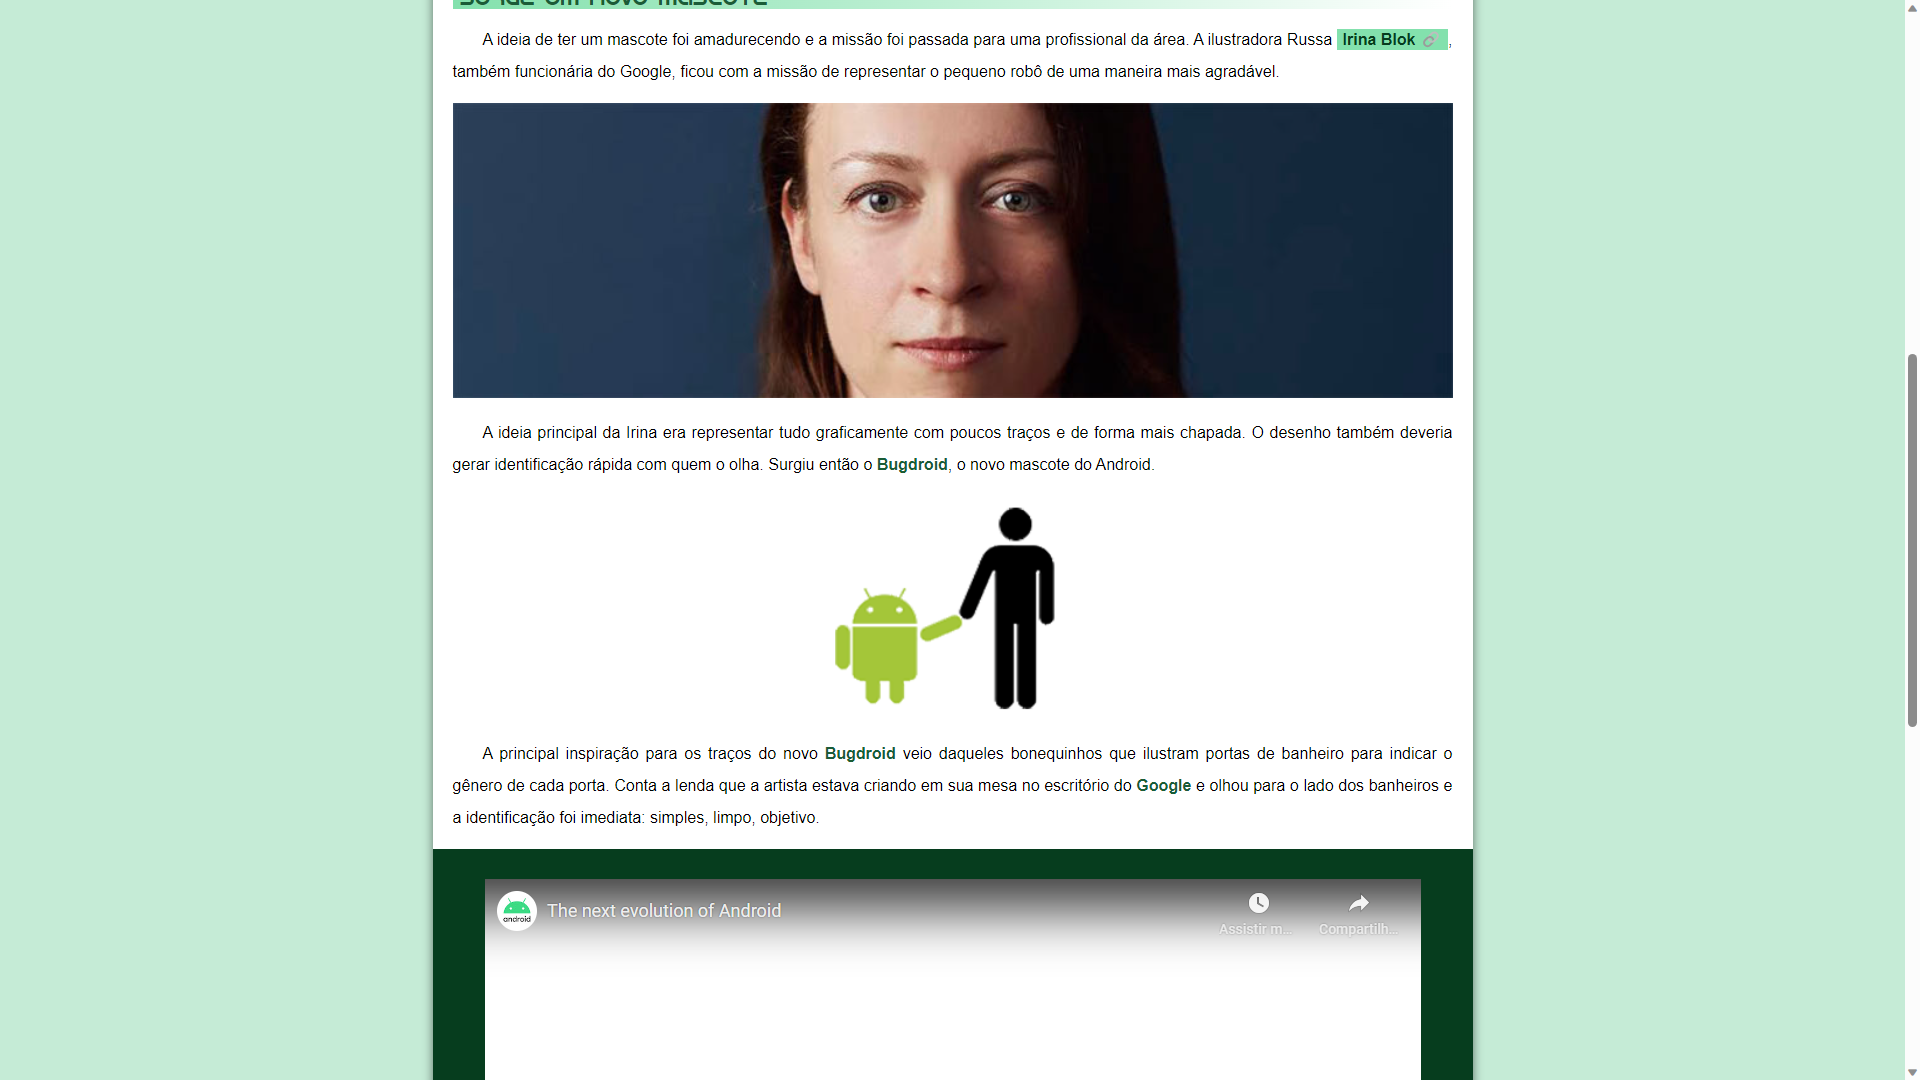 A ideia de ter um mascote foi amadurecendo e a missão foi passada para uma profissional da área. A ilustradora Russa Irina Blok,
também funcionária do Google, ficou com a missão de representar o pequeno robô de uma maneira mais agradável.
A ideia principal da Irina era representar tudo graficamente com poucos traços e de forma mais chapada. O desenho também deveria
gerar identificação rápida com quem o olha. Surgiu então o Bugdroid, o novo mascote do Android.
A principal inspiração para os traços do novo Bugdroid veio daqueles bonequinhos que ilustram portas de banheiro para indicar o
gênero de cada porta. Conta a lenda que a artista estava criando em sua mesa no escritório do Google e olhou para o lado dos banheiros e
a identificação foi imediata: simples, limpo, objetivo.
android
The next evolution of Android
Assistir m...
Compartilh...